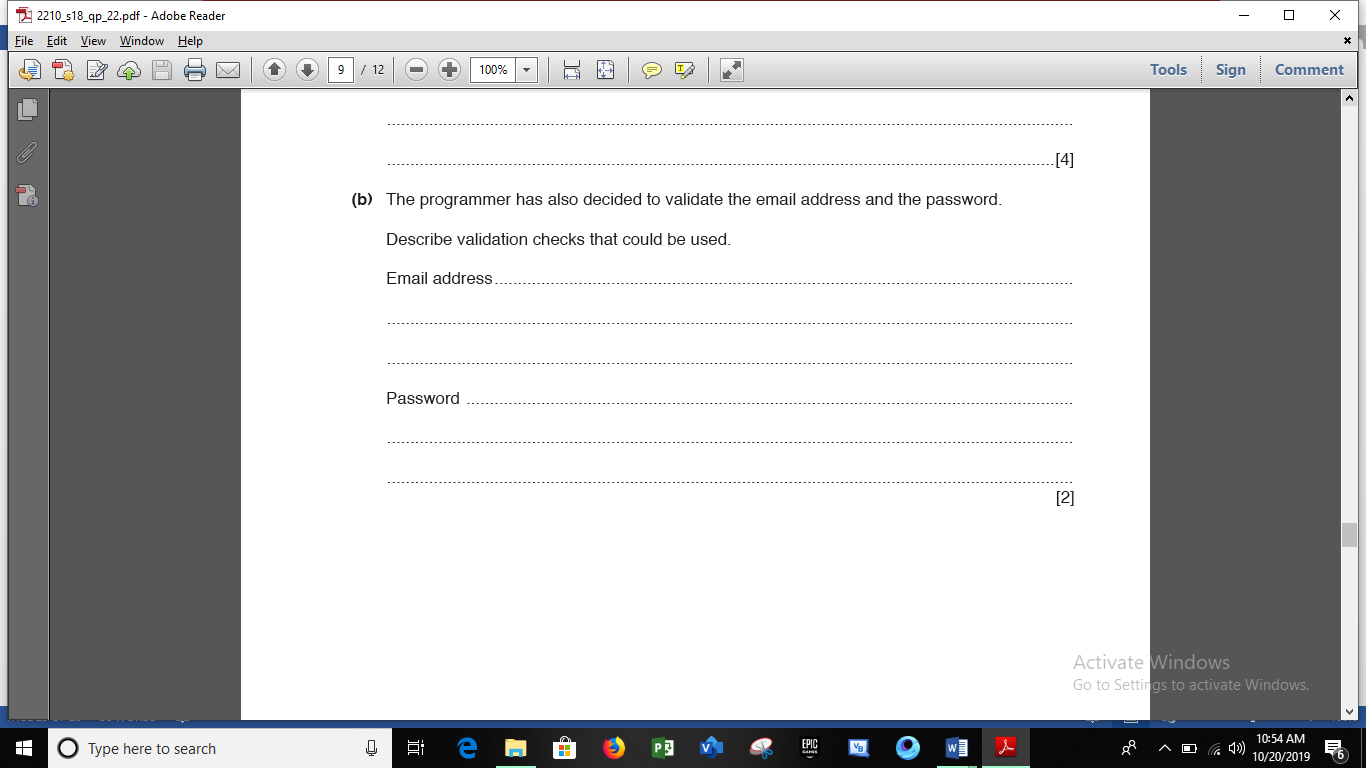 2210_s18_qp_22.pdf - Adobe Reader
File Edit View Window Help
9 / 12 100% Tools Sign Comment
....................[4]
(b) The programmer has also decided to validate the email address and the password.
Describe validation checks that could be used.
Email address....................
Password ....................
[2]
Activate Windows
Go to Settings to activate Windows.
Type here to search
10:54 AM
10/20/2019
6